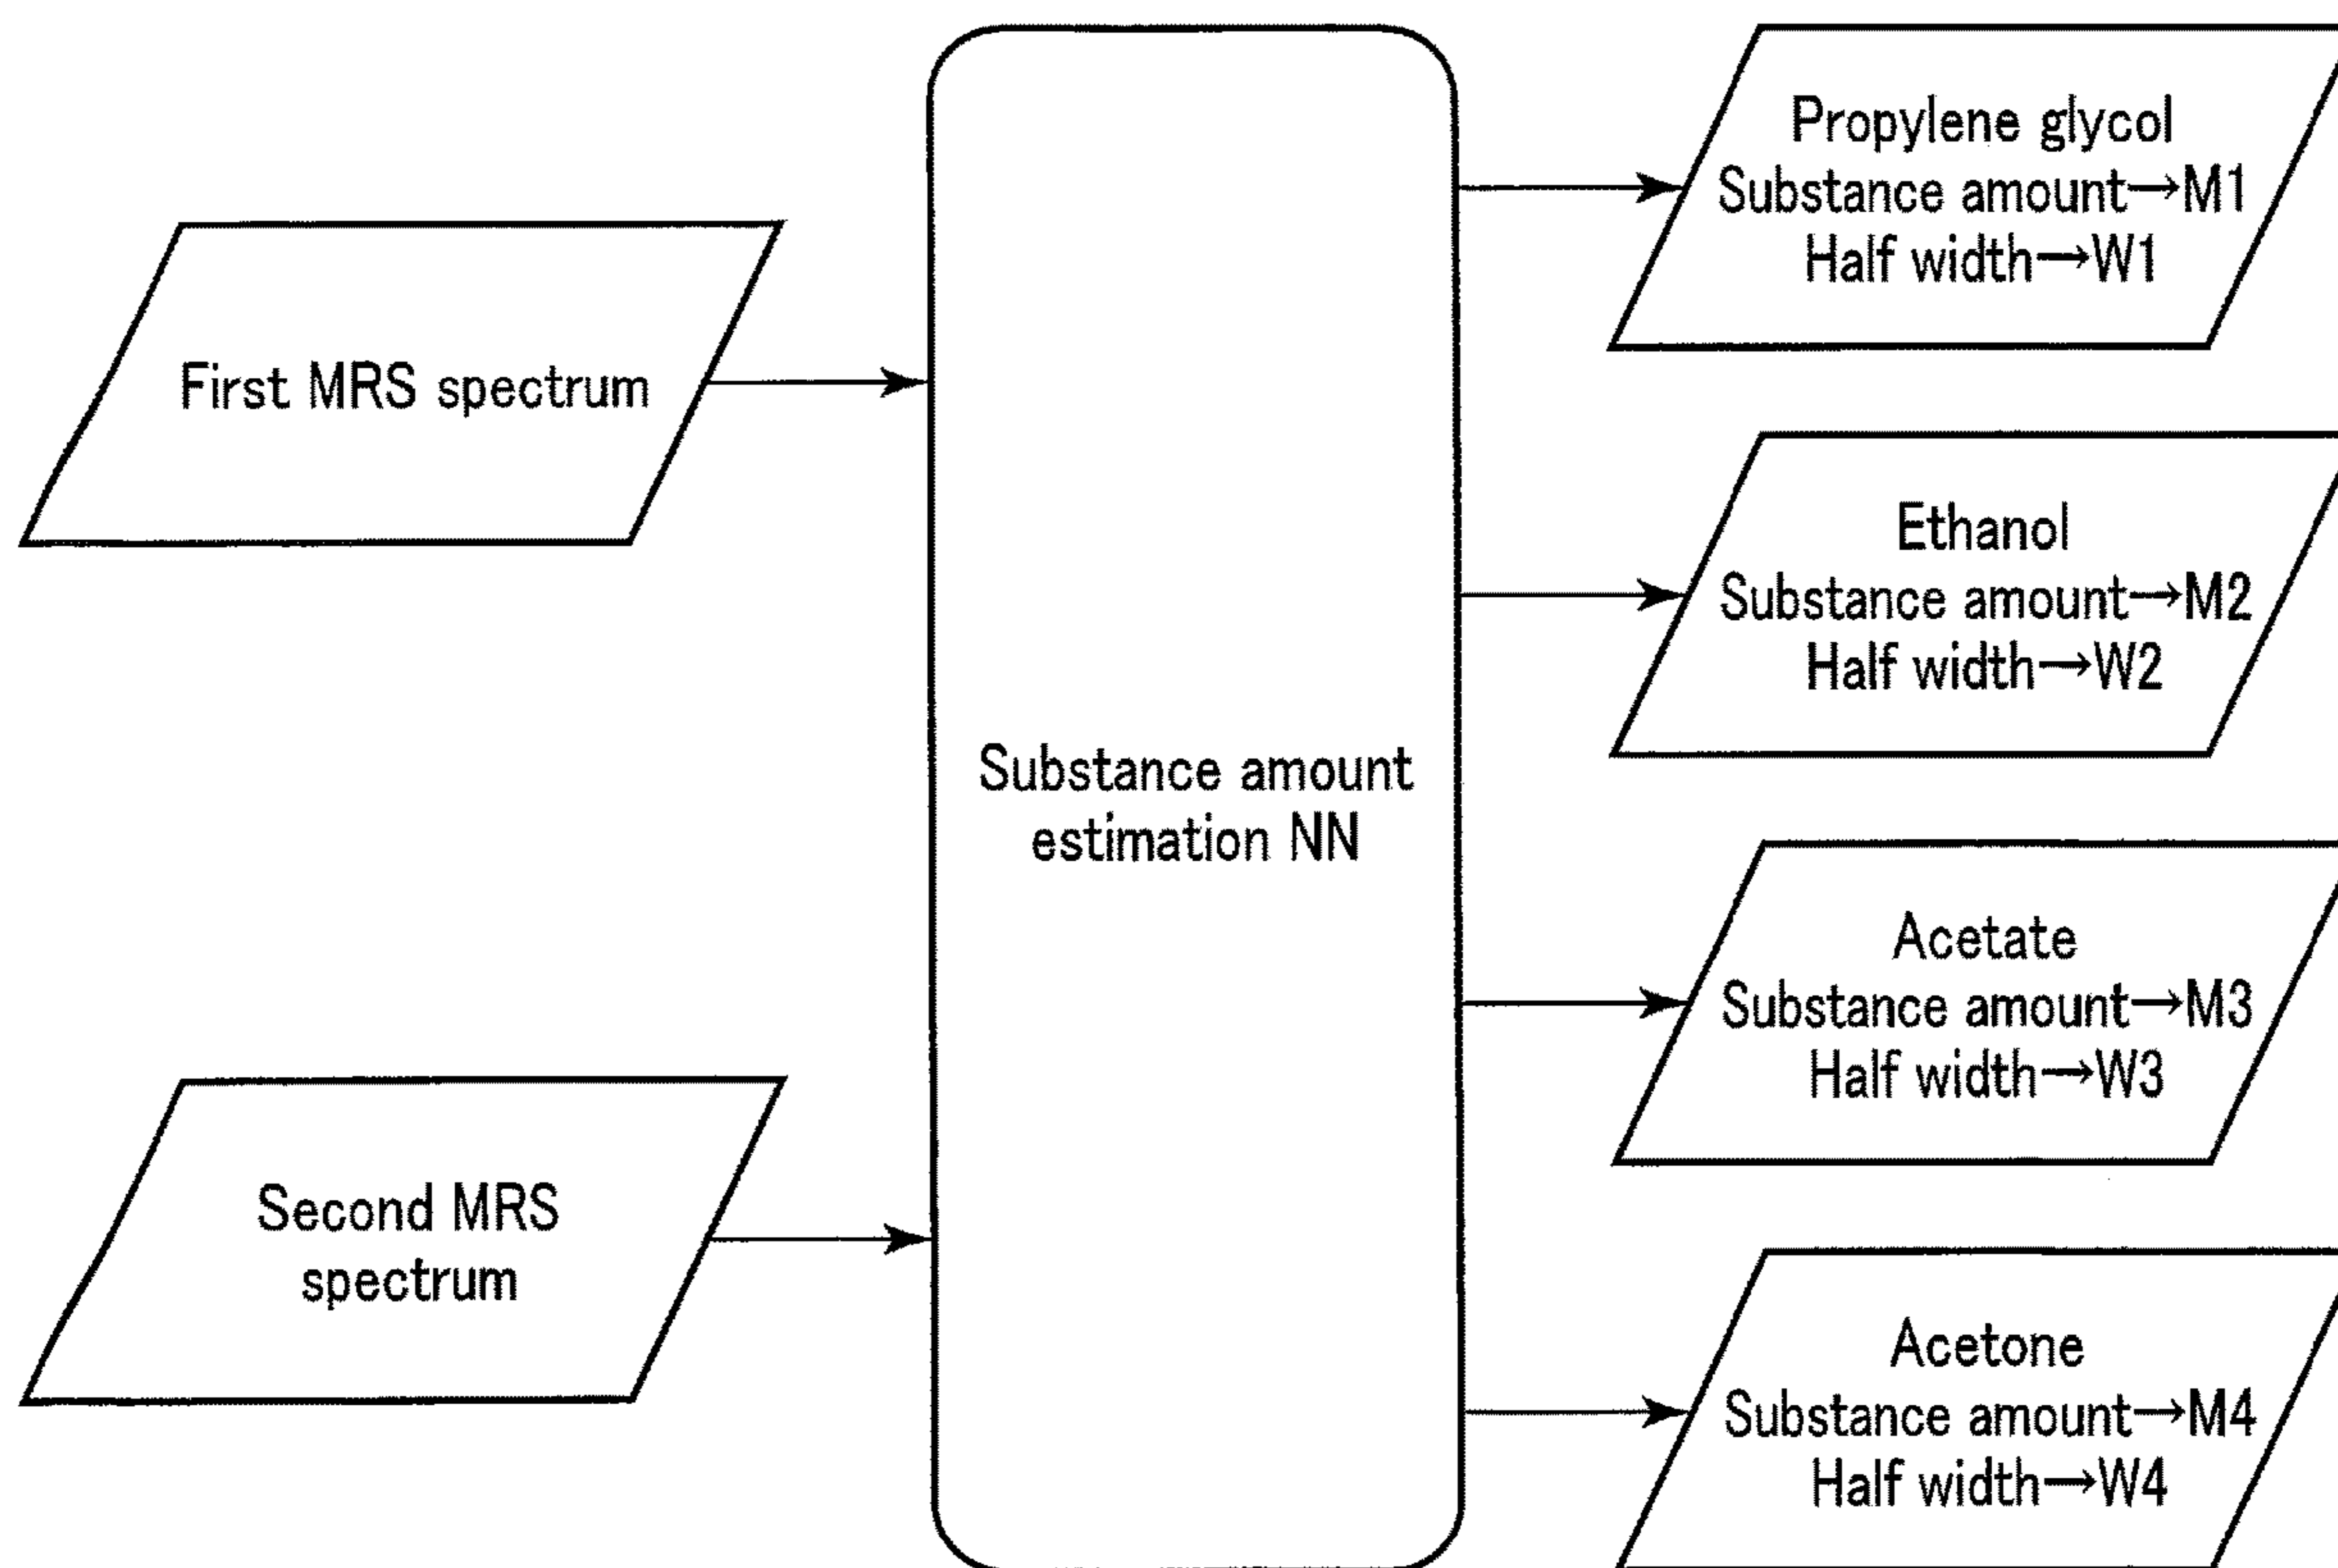 First MRS spectrum
Second MRS
spectrum
Substance amount
estimation NN
Propylene glycol
Substance amount→M1
Half width→W1
Ethanol
Substance amount→M2
Half width→W2
Acetate
Substance amount→M3
Half width→W3
Acetone
Substance amount→M4
Half width→W4